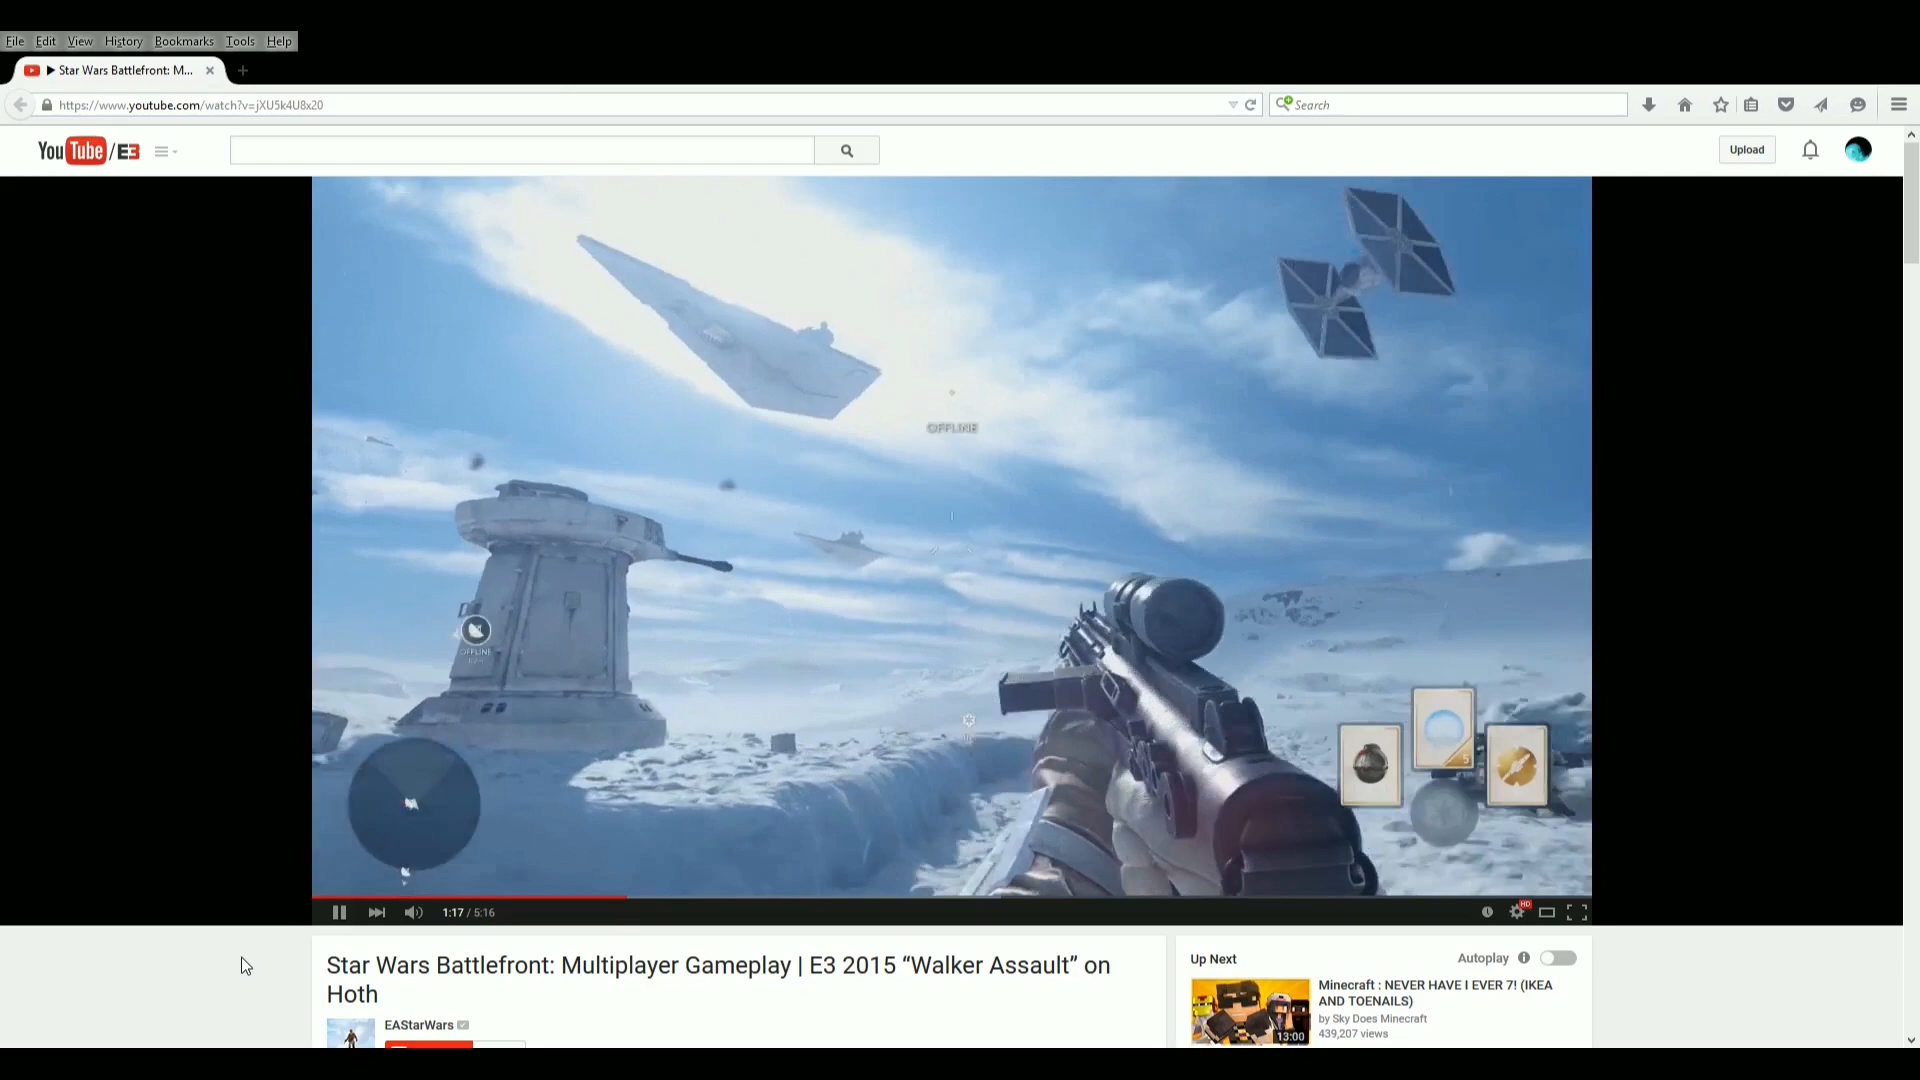 File Edit View History Bookmarks Tools Help
Star Wars Battlefront: M...
https://www.youtube.com/watch?v=jXU5k4U8x20
Search
YouTube /E3
Upload
OFFLINE
OFFLINE
5
1:17 / 5:16
HD
Star Wars Battlefront: Multiplayer Gameplay | E3 2015 “Walker Assault” on
Hoth
EAStarWars
Up Next
Autoplay
Minecraft : NEVER HAVE I EVER 7! (IKEA
AND TOENAILS)
by Sky Does Minecraft
439,207 views
13:00